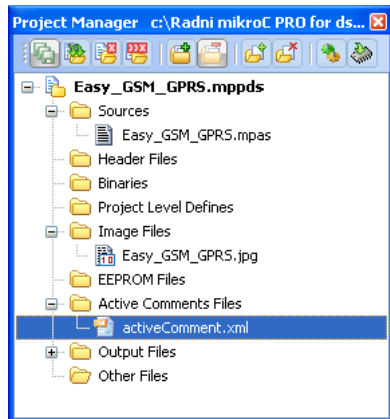 Project Manager c:\Radni mikroC PRO for ds...
Easy_GSM_GPRS.mppds
Sources
Easy_GSM_GPRS.mpas
Header Files
Binaries
Project Level Defines
Image Files
Easy_GSM_GPRS.jpg
EEPROM Files
Active Comments Files
activeComment.xml
Output Files
Other Files